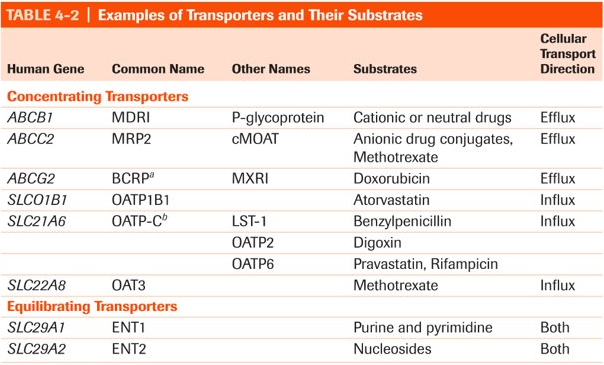 TABLE 4-2 | Examples of Transporters and Their Substrates
Cellular
Transport
Human Gene Common Name Other Names Substrates Direction
Concentrating Transporters
ABCB1 MDRI P-glycoprotein Cationic or neutral drugs Efflux
ABCC2 MRP2 cMOAT Anionic drug conjugates, Efflux
Methotrexate
ABCG2 BCRPᵃ MXRI Doxorubicin Efflux
SLCO1B1 OATP1B1 Atorvastatin Influx
SLC21A6 OATP-Cᵇ LST-1 Benzylpenicillin Influx
OATP2 Digoxin
OATP6 Pravastatin, Rifampicin
SLC22A8 OAT3 Methotrexate Influx
Equilibrating Transporters
SLC29A1 ENT1 Purine and pyrimidine Both
SLC29A2 ENT2 Nucleosides Both